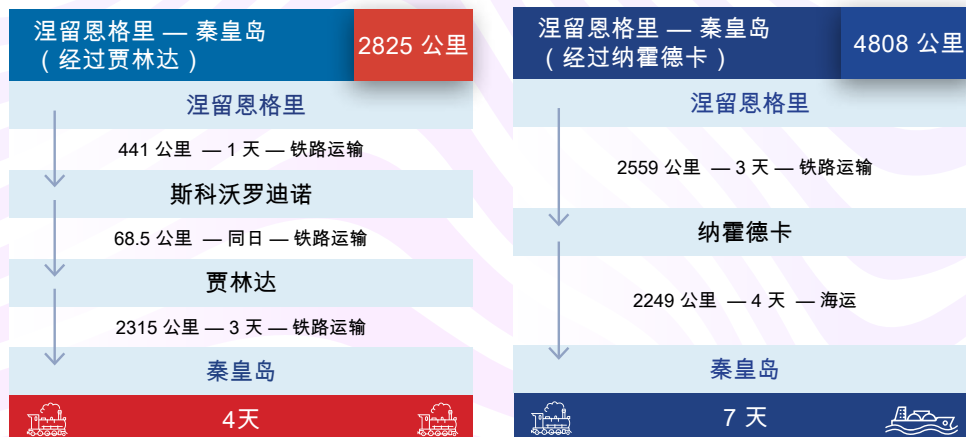 涅留恩格里 — 秦皇岛
（经过贾林达）
2825 公里
涅留恩格里
441 公里 — 1 天 — 铁路运输
斯科沃罗迪诺
68.5 公里 — 同日 — 铁路运输
贾林达
2315 公里 — 3 天 — 铁路运输
秦皇岛
4天
涅留恩格里 — 秦皇岛
（经过纳霍德卡）
4808 公里
涅留恩格里
2559 公里 — 3 天 — 铁路运输
纳霍德卡
2249 公里 — 4 天 — 海运
秦皇岛
7 天